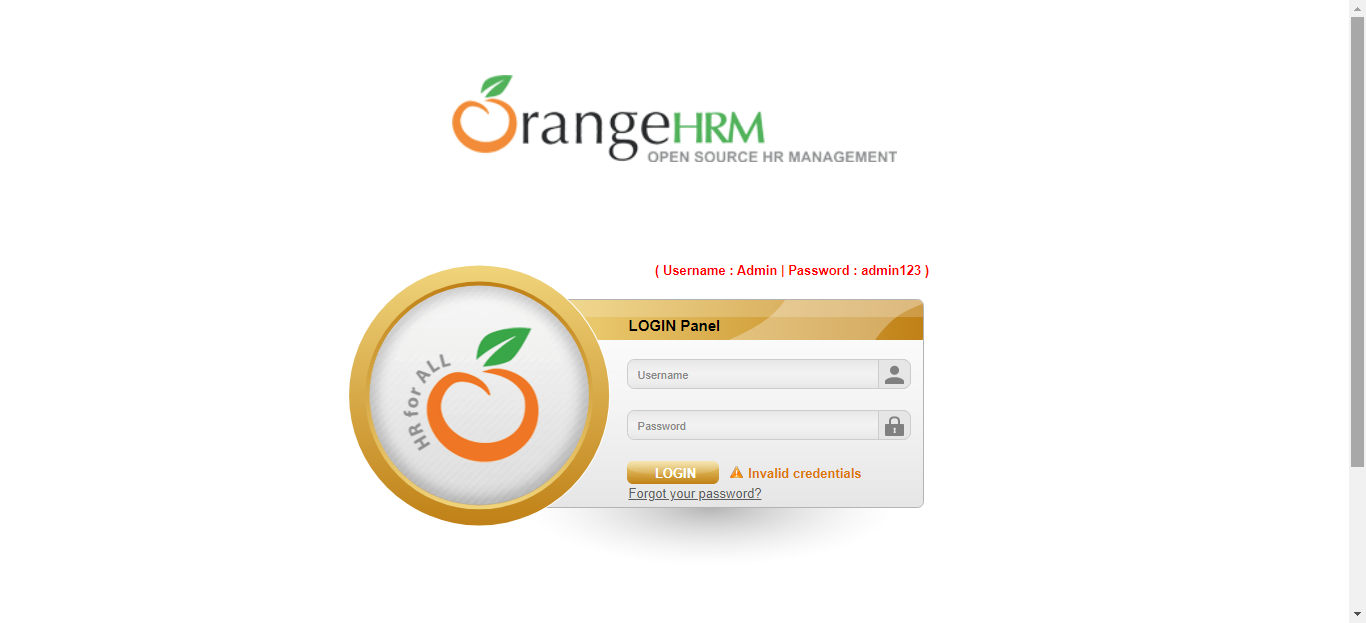 OrangeHRM
OPEN SOURCE HR MANAGEMENT
( Username : Admin | Password : admin123 )
HR for ALL
LOGIN Panel
Username
Password
LOGIN
Invalid credentials
Forgot your password?